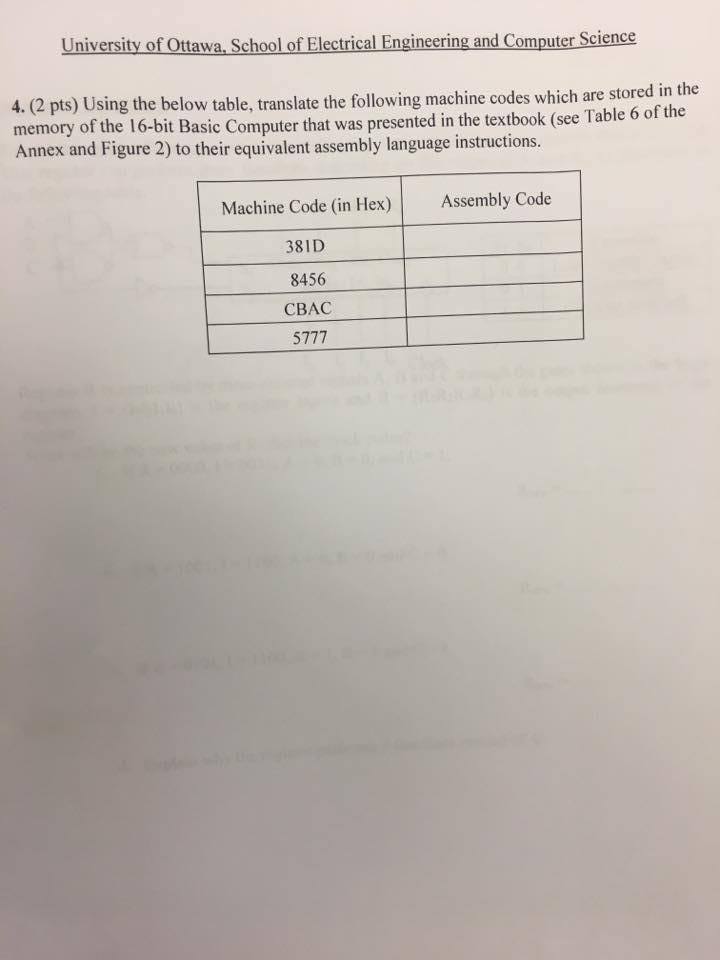 University of Ottawa, School of Electrical Engineering and Computer Science
4. (2 pts) Using the below table, translate the following machine codes which are stored in the
memory of the 16-bit Basic Computer that was presented in the textbook (see Table 6 of the
Annex and Figure 2) to their equivalent assembly language instructions.
Machine Code (in Hex) Assembly Code
381D
8456
CBAC
5777